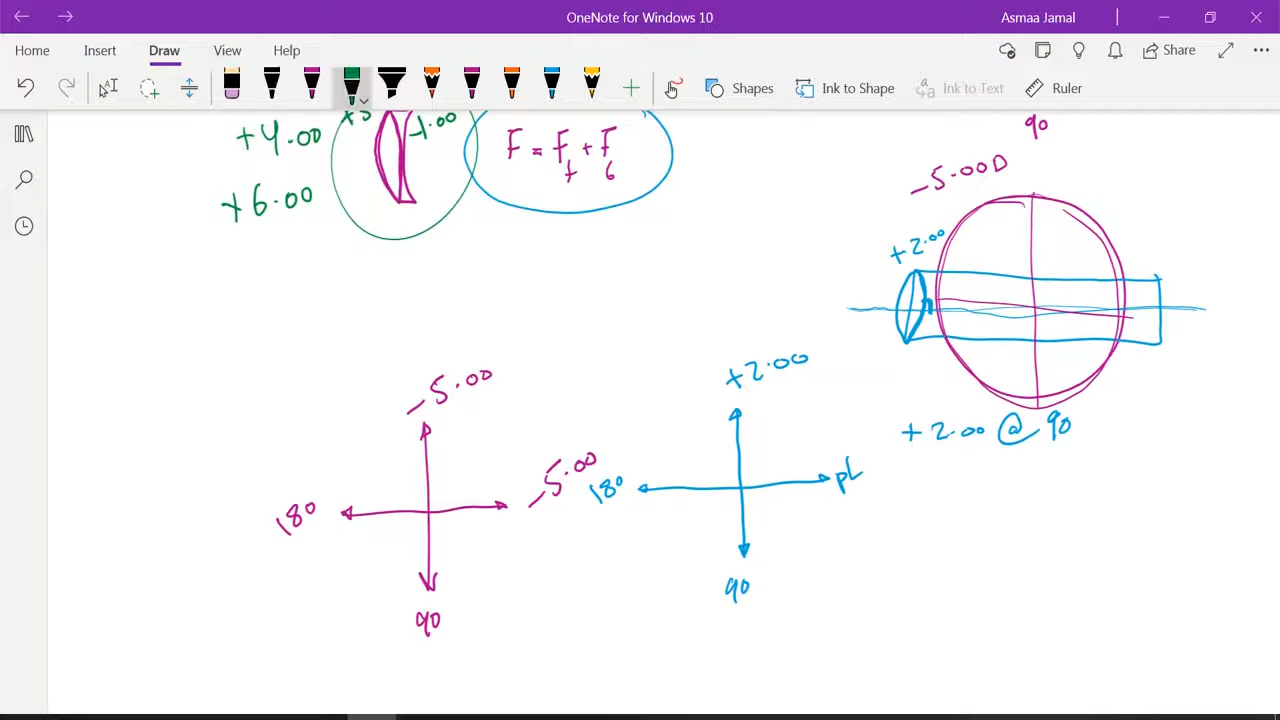 OneNote for Windows 10
Asmaa Jamal
Home Insert Draw View Help
Share
Shapes Ink to Shape Ink to Text Ruler
+4.00
+6.00
+5
-1.00
F = F + F
90
-5.00D
+2.00
+2.00 @ 90
-5.00
180
-5.00
90
+2.00
180
pL
90